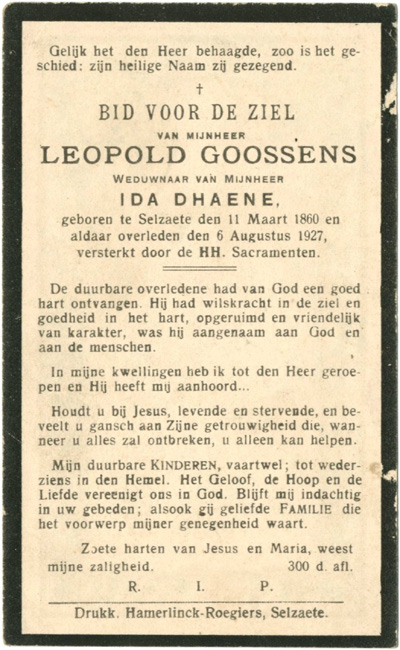 Gelijk het den Heer behaagde, zoo is het ge-
schied: zijn heilige Naam zij gezegend.
†
BID VOOR DE ZIEL
VAN MIJNHEER
LEOPOLD GOOSSENS
WEDUWNAAR VAN MIJNHEER
IDA DHAENE,
geboren te Selzaete den 11 Maart 1860 en
aldaar overleden den 6 Augustus 1927,
versterkt door de HH. Sacramenten.
De duurbare overledene had van God een goed
hart ontvangen. Hij had wilskracht in de ziel en
goedheid in het hart, opgeruimd en vriendelijk
van karakter, was hij aangenaam aan God en
aan de menschen.
In mijne kwellingen heb ik tot den Heer geroe-
pen en Hij heeft mij aanhoord...
Houdt u bij Jesus, levende en stervende, en be-
veelt u gansch aan Zijne getrouwigheid die, wan-
neer u alles zal ontbreken, u alleen kan helpen.
Mijn duurbare KINDEREN, vaartwel; tot weder-
ziens in den Hemel. Het Geloof, de Hoop en de
Liefde vereenigt ons in God. Blijft mij indachtig
in uw gebeden; alsook gij geliefde FAMILIE die
het voorwerp mijner genegenheid waart.
Zoete harten van Jesus en Maria, weest
mijne zaligheid. 300 d. afl.
R. I. P.
Drukk. Hamerlinck-Roegiers, Selzaete.